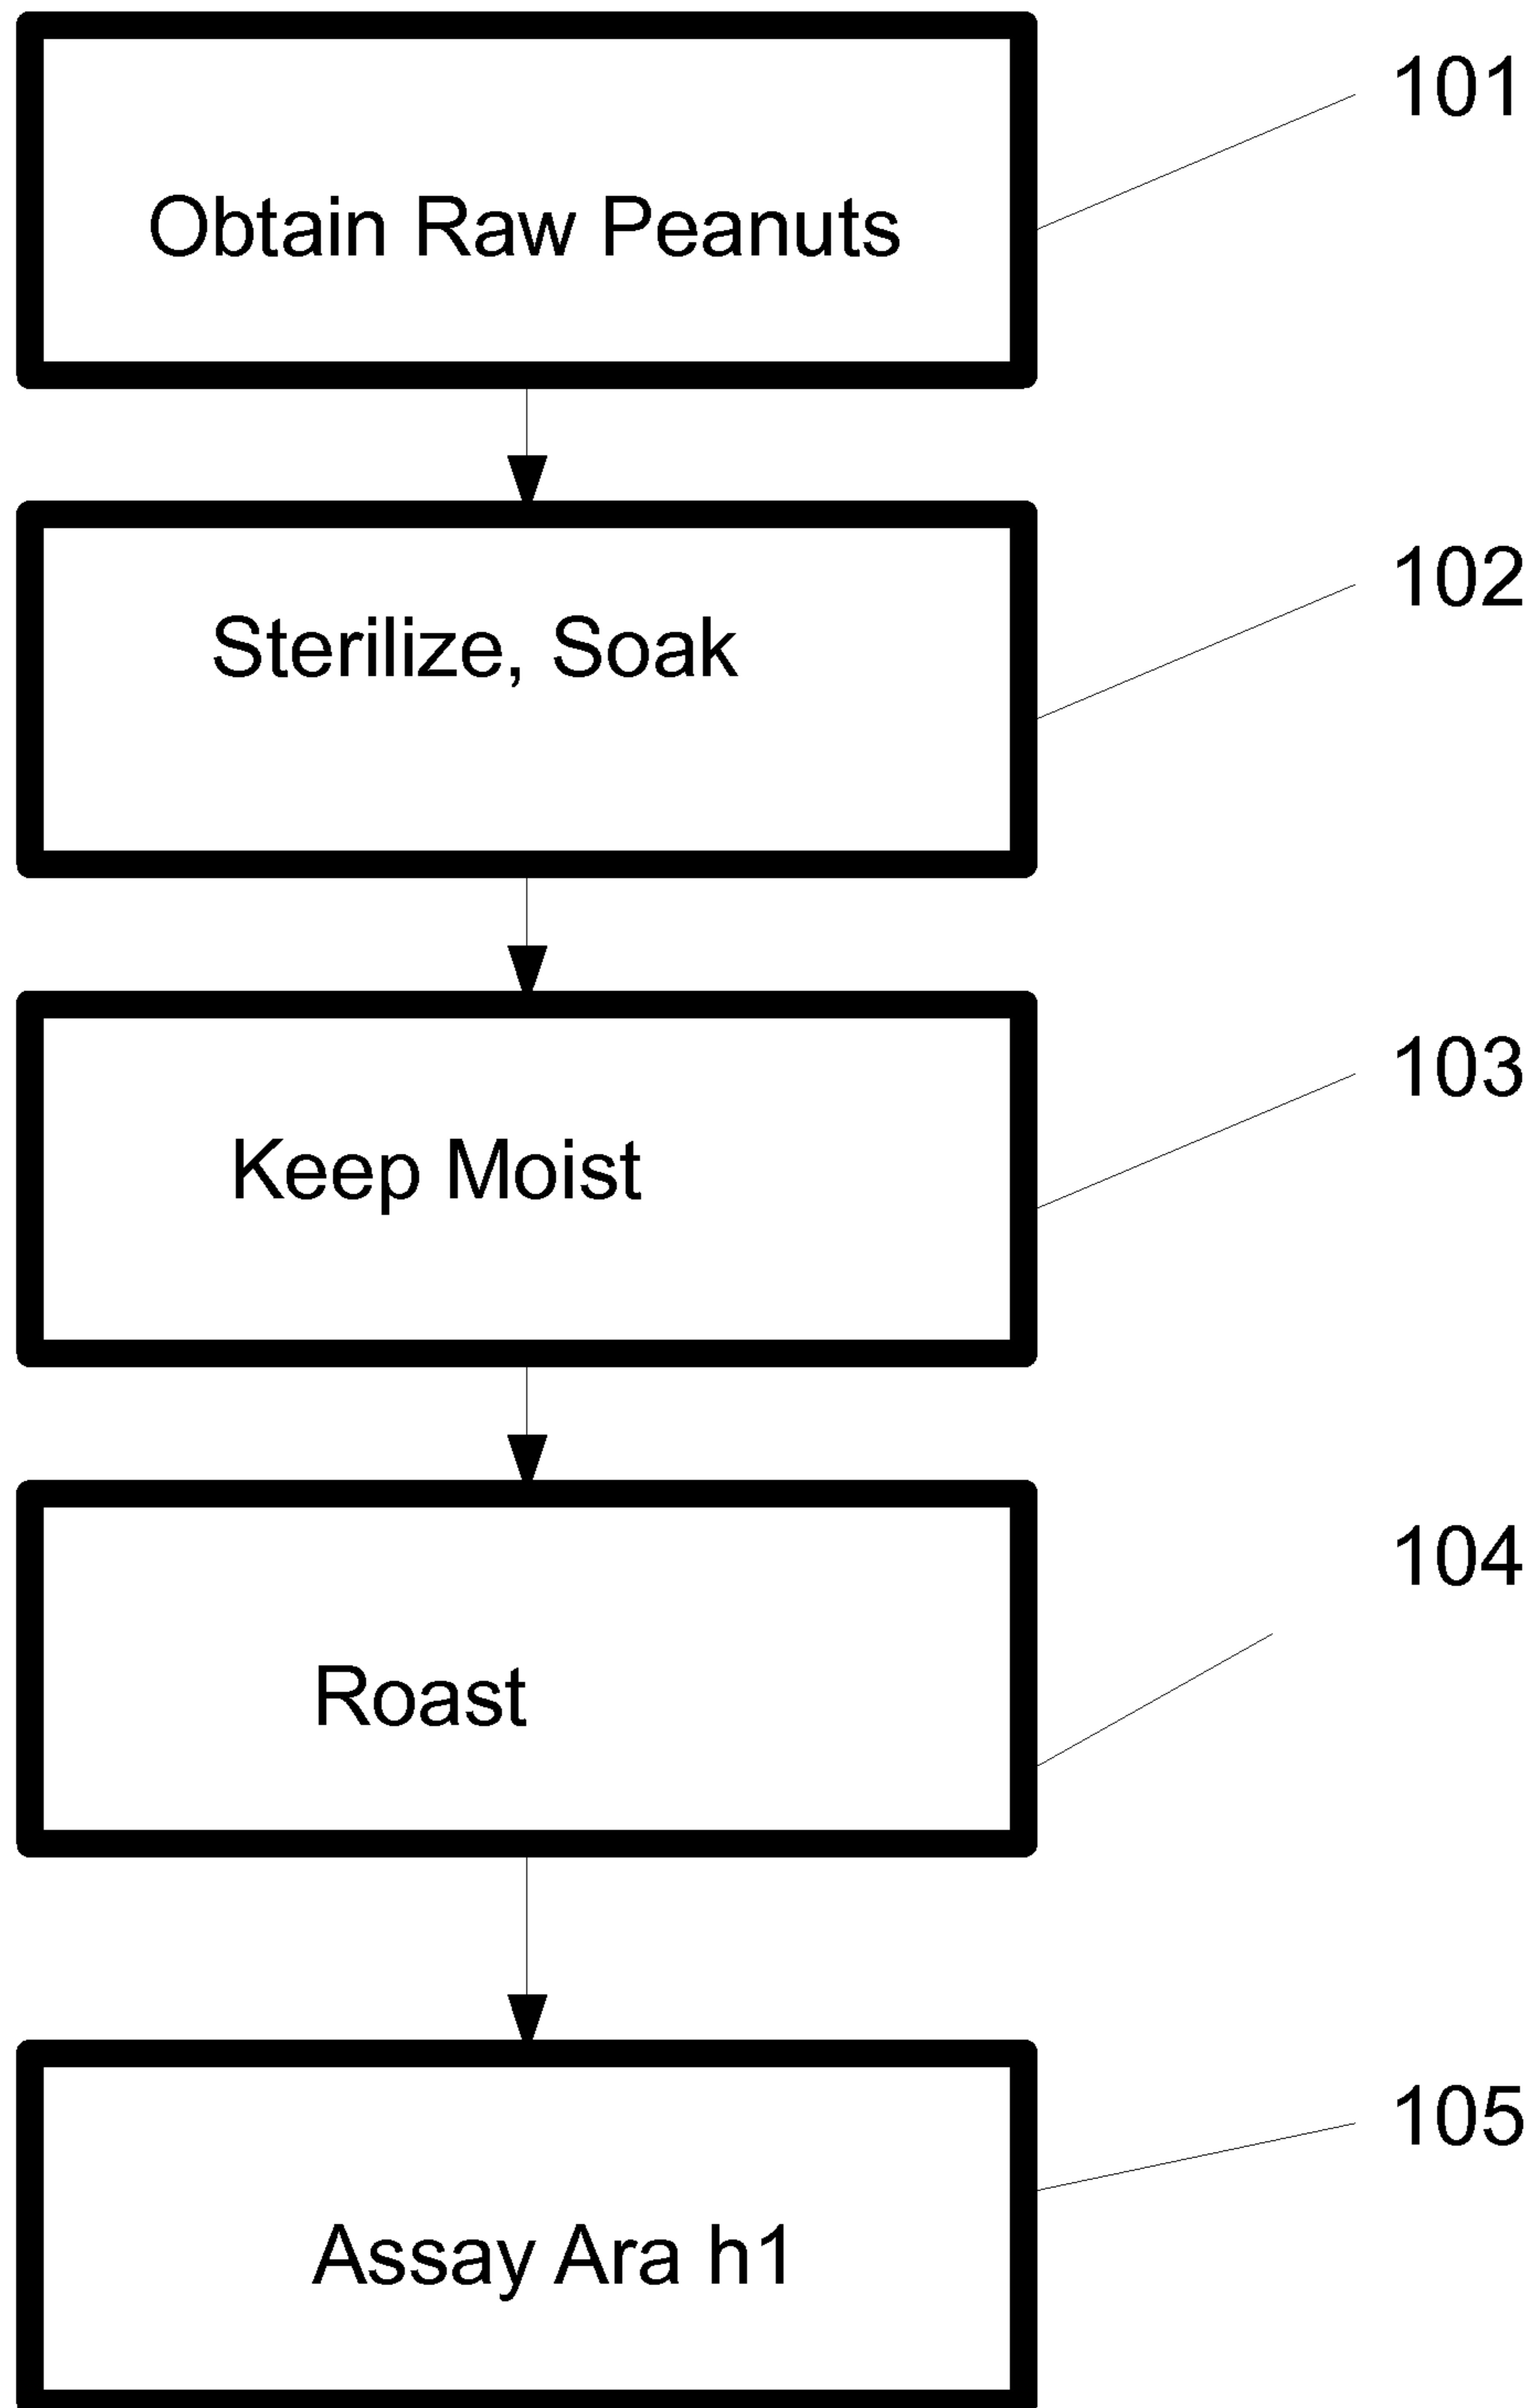 101
Obtain Raw Peanuts
102
Sterilize, Soak
103
Keep Moist
104
Roast
105
Assay Ara h1